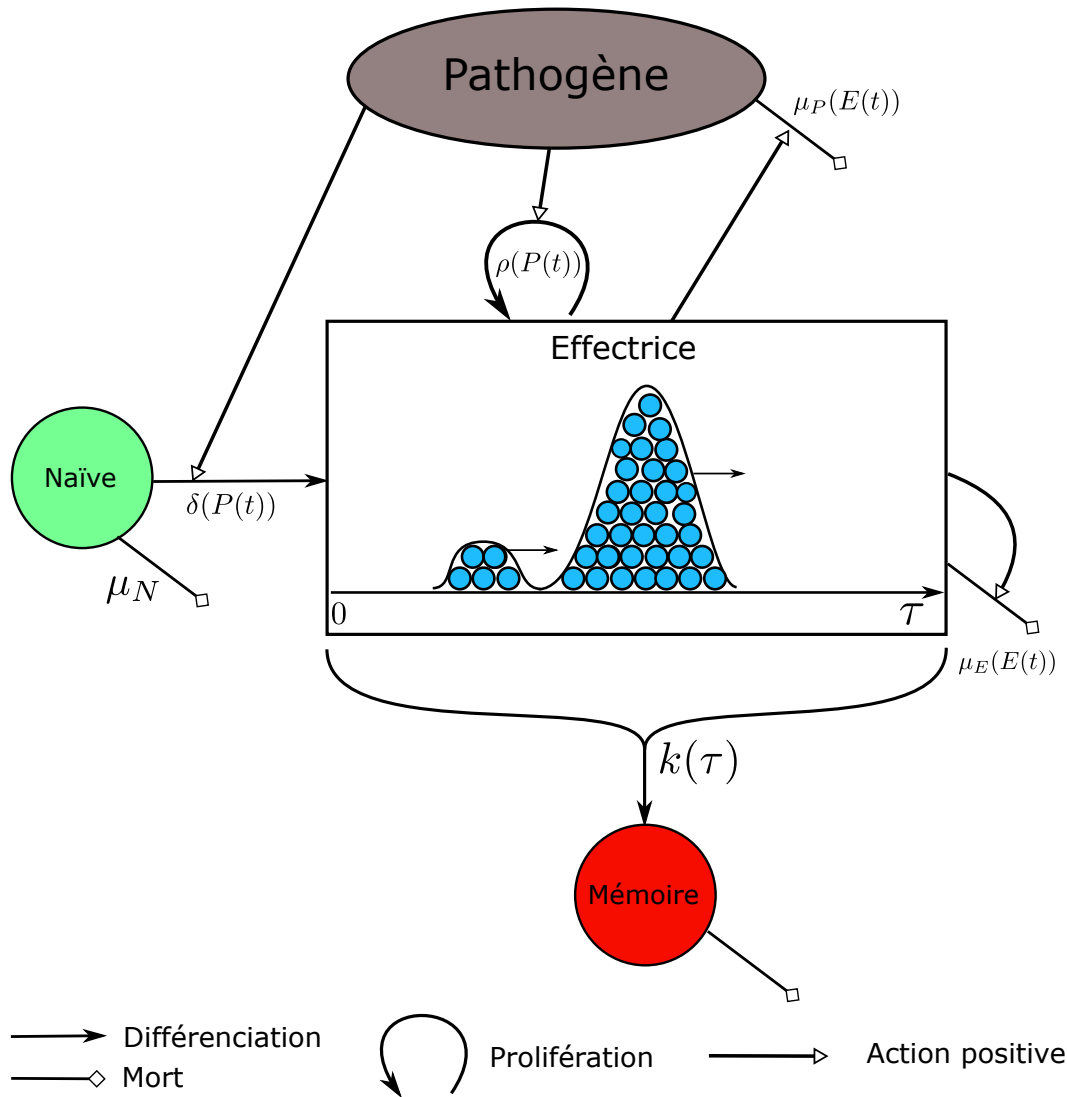 Pathogène
μ_P(E(t))
ρ(P(t))
Effectrice
Naïve
δ(P(t))
μ_N
0
τ
μ_E(E(t))
k(τ)
Mémoire
Différenciation
Mort
Prolifération
Action positive